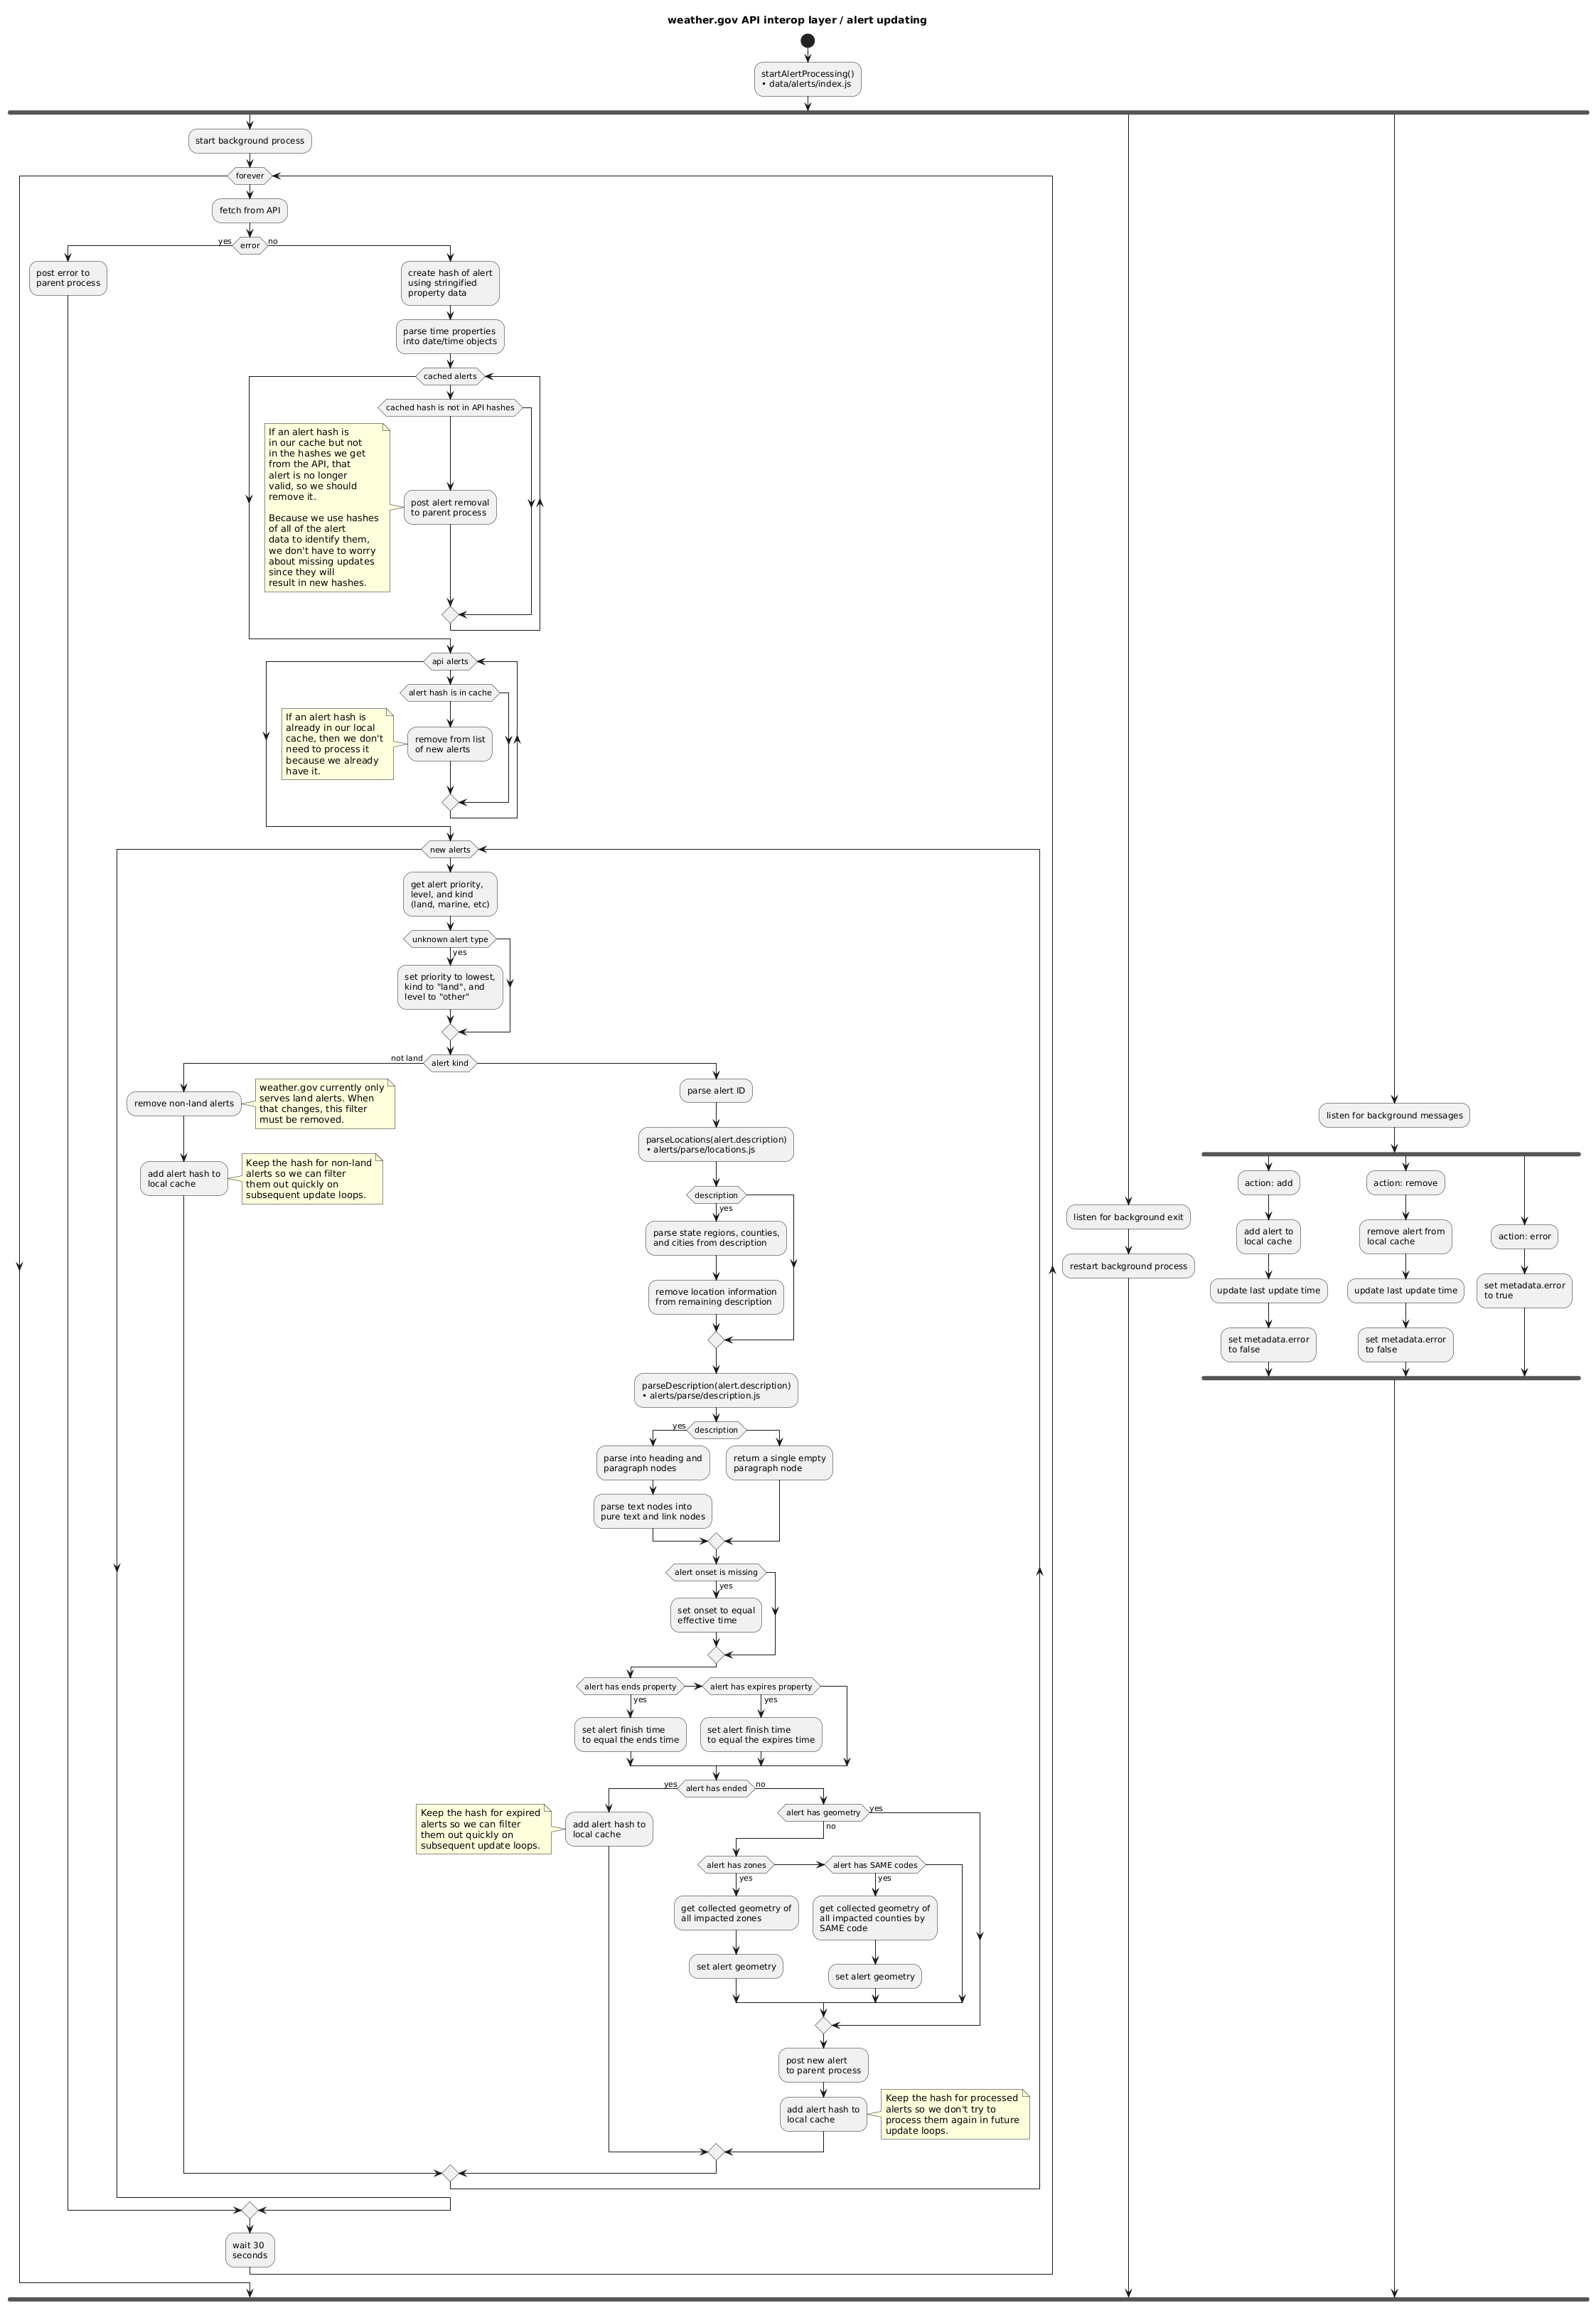 weather.gov API interop layer / alert updating
startAlertProcessing()
• data/alerts/index.js
start background process
forever
fetch from API
yes
error
no
post error to
parent process
create hash of alert
using stringified
property data
parse time properties
into date/time objects
cached alerts
cached hash is not in API hashes
If an alert hash is
in our cache but not
in the hashes we get
from the API, that
alert is no longer
valid, so we should
remove it.
Because we use hashes
of all of the alert
data to identify them,
we don't have to worry
about missing updates
since they will
result in new hashes.
post alert removal
to parent process
api alerts
alert hash is in cache
If an alert hash is
already in our local
cache, then we don't
need to process it
because we already
have it.
remove from list
of new alerts
new alerts
get alert priority,
level, and kind
(land, marine, etc)
unknown alert type
yes
set priority to lowest,
kind to "land", and
level to "other"
not land
alert kind
remove non-land alerts
weather.gov currently only
serves land alerts. When
that changes, this filter
must be removed.
add alert hash to
local cache
Keep the hash for non-land
alerts so we can filter
them out quickly on
subsequent update loops.
parse alert ID
parseLocations(alert.description)
• alerts/parse/locations.js
description
yes
parse state regions, counties,
and cities from description
remove location information
from remaining description
parseDescription(alert.description)
• alerts/parse/description.js
yes
description
parse into heading and
paragraph nodes
parse text nodes into
pure text and link nodes
return a single empty
paragraph node
alert onset is missing
yes
set onset to equal
effective time
alert has ends property
yes
set alert finish time
to equal the ends time
alert has expires property
yes
set alert finish time
to equal the expires time
yes
alert has ended
no
Keep the hash for expired
alerts so we can filter
them out quickly on
subsequent update loops.
add alert hash to
local cache
alert has geometry
yes
no
alert has zones
yes
get collected geometry of
all impacted zones
set alert geometry
alert has SAME codes
yes
get collected geometry of
all impacted counties by
SAME code
set alert geometry
post new alert
to parent process
add alert hash to
local cache
Keep the hash for processed
alerts so we don't try to
process them again in future
update loops.
wait 30
seconds
listen for background exit
restart background process
listen for background messages
action: add
add alert to
local cache
update last update time
set metadata.error
to false
action: remove
remove alert from
local cache
update last update time
set metadata.error
to false
action: error
set metadata.error
to true